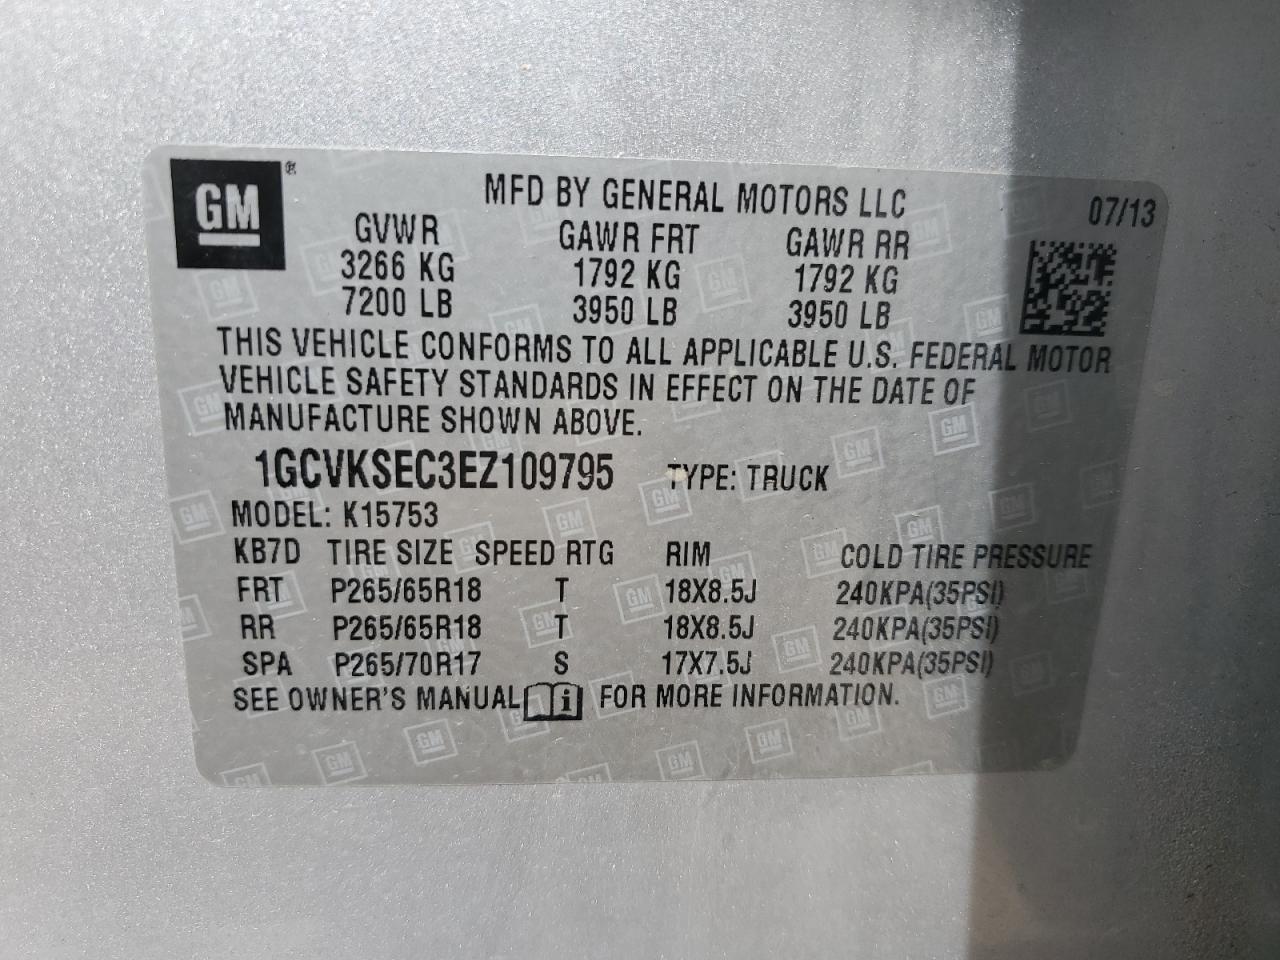 GM ®
MFD BY GENERAL MOTORS LLC 07/13
GVWR GAWR FRT GAWR RR
3266 KG 1792 KG 1792 KG
7200 LB 3950 LB 3950 LB
THIS VEHICLE CONFORMS TO ALL APPLICABLE U.S. FEDERAL MOTOR
VEHICLE SAFETY STANDARDS IN EFFECT ON THE DATE OF
MANUFACTURE SHOWN ABOVE.
1GCVKSEC3EZ109795 TYPE: TRUCK
MODEL: K15753
KB7D TIRE SIZE SPEED RTG RIM COLD TIRE PRESSURE
FRT P265/65R18 T 18X8.5J 240KPA(35PSI)
RR P265/65R18 T 18X8.5J 240KPA(35PSI)
SPA P265/70R17 S 17X7.5J 240KPA(35PSI)
SEE OWNER'S MANUAL i FOR MORE INFORMATION.